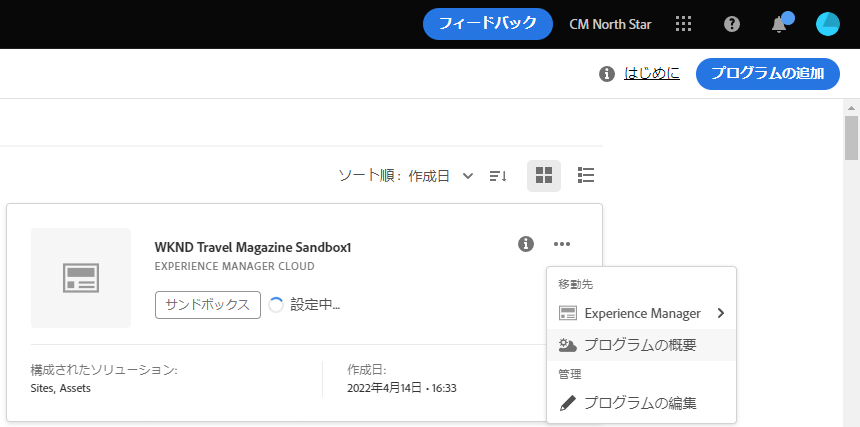 フィードバック CM North Star
はじめに プログラムの追加
ソート順: 作成日
WKND Travel Magazine Sandbox1
EXPERIENCE MANAGER CLOUD
サンドボックス 設定中...
移動先
Experience Manager
プログラムの概要
管理
プログラムの編集
構成されたソリューション:
Sites, Assets
作成日:
2022年4月14日 • 16:33